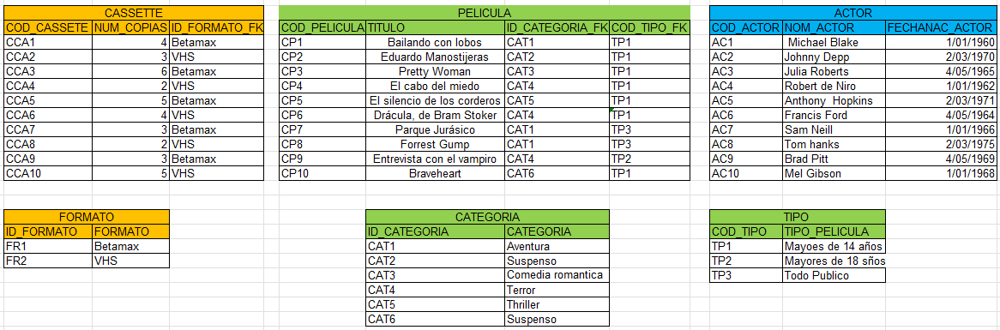 CASSETTE
COD_CASSETE NUM_COPIAS ID_FORMATO_FK
CCA1 4 Betamax
CCA2 3 VHS
CCA3 6 Betamax
CCA4 2 VHS
CCA5 5 Betamax
CCA6 4 VHS
CCA7 3 Betamax
CCA8 2 VHS
CCA9 3 Betamax
CCA10 5 VHS
PELICULA
COD_PELICULA TITULO ID_CATEGORIA_FK COD_TIPO_FK
CP1 Bailando con lobos CAT1 TP1
CP2 Eduardo Manostijeras CAT2 TP1
CP3 Pretty Woman CAT3 TP1
CP4 El cabo del miedo CAT4 TP1
CP5 El silencio de los corderos CAT5 TP1
CP6 Drácula, de Bram Stoker CAT4 TP1
CP7 Parque Jurásico CAT1 TP3
CP8 Forrest Gump CAT1 TP3
CP9 Entrevista con el vampiro CAT4 TP2
CP10 Braveheart CAT6 TP1
ACTOR
COD_ACTOR NOM_ACTOR FECHANAC_ACTOR
AC1 Michael Blake 1/01/1960
AC2 Johnny Depp 2/03/1970
AC3 Julia Roberts 4/05/1965
AC4 Robert de Niro 1/01/1962
AC5 Anthony Hopkins 2/03/1971
AC6 Francis Ford 4/05/1964
AC7 Sam Neill 1/01/1966
AC8 Tom hanks 2/03/1975
AC9 Brad Pitt 4/05/1969
AC10 Mel Gibson 1/01/1968
FORMATO
ID_FORMATO FORMATO
FR1 Betamax
FR2 VHS
CATEGORIA
ID_CATEGORIA CATEGORIA
CAT1 Aventura
CAT2 Suspenso
CAT3 Comedia romantica
CAT4 Terror
CAT5 Thriller
CAT6 Suspenso
TIPO
COD_TIPO TIPO_PELICULA
TP1 Mayoes de 14 años
TP2 Mayores de 18 sños
TP3 Todo Publico